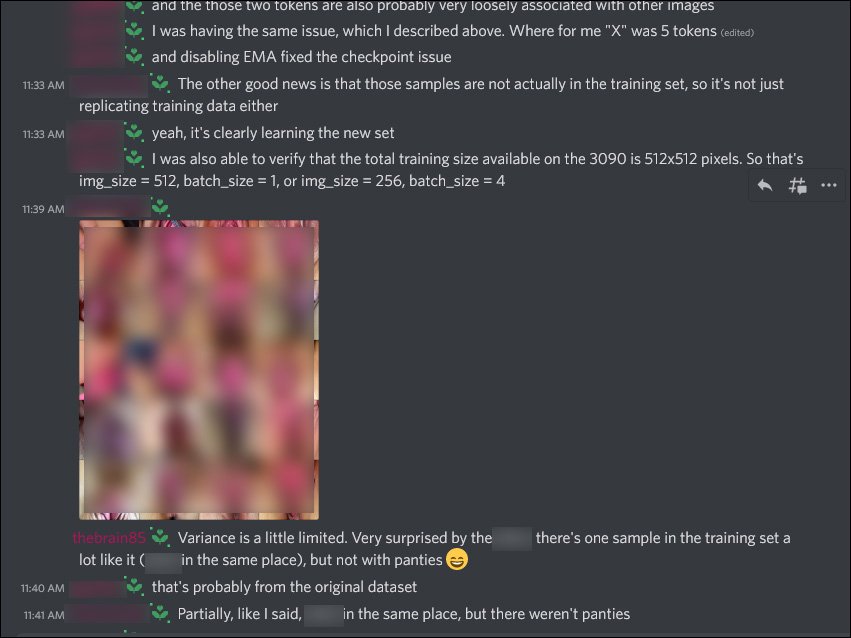 and the those two tokens are also probably very loosely associated with other images
I was having the same issue, which I described above. Where for me "X" was 5 tokens (edited)
and disabling EMA fixed the checkpoint issue
11:33 AM The other good news is that those samples are not actually in the training set, so it's not just
replicating training data either
11:33 AM yeah, it's clearly learning the new set
I was also able to verify that the total training size available on the 3090 is 512x512 pixels. So that's
img_size = 512, batch_size = 1, or img_size = 256, batch_size = 4
11:39 AM
thebrain85 Variance is a little limited. Very surprised by the there's one sample in the training set a
lot like it ( in the same place), but not with panties 😄
11:40 AM that's probably from the original dataset
11:41 AM Partially, like I said, in the same place, but there weren't panties